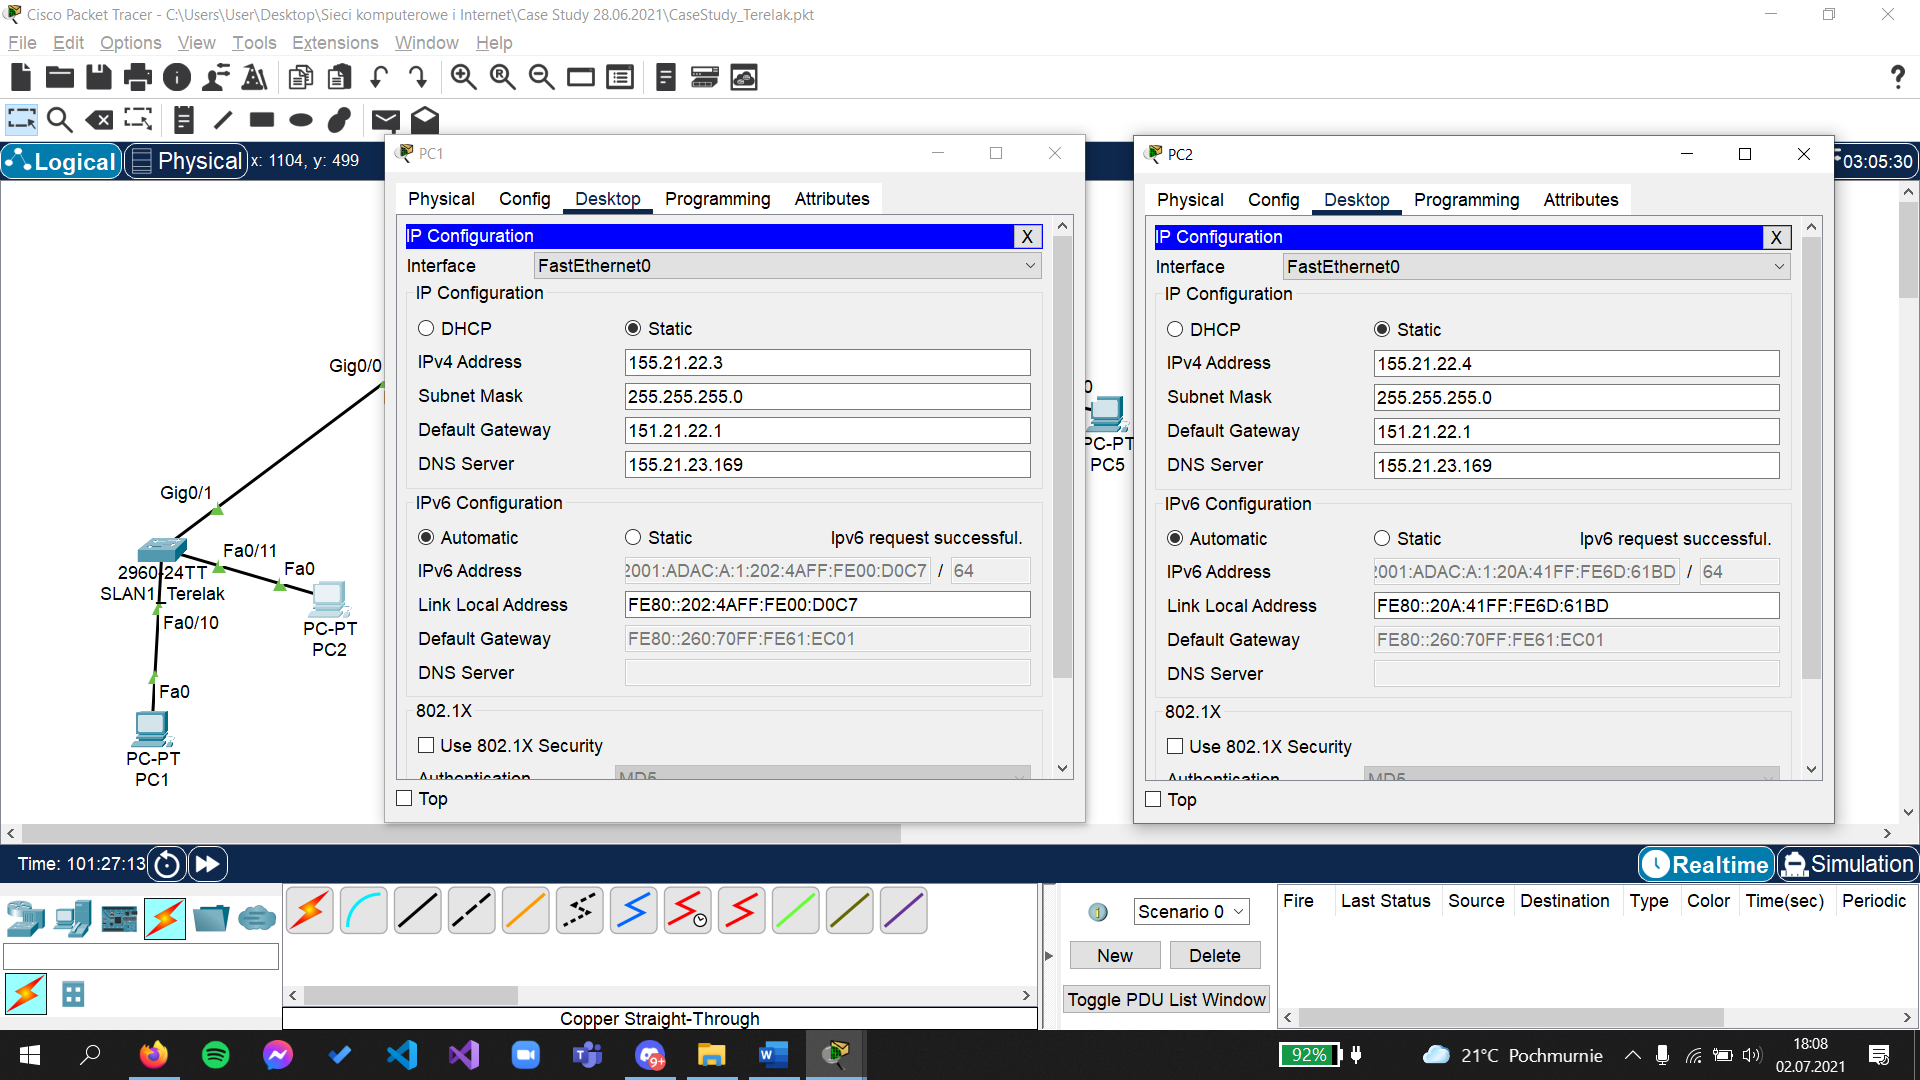 Cisco Packet Tracer - C:\Users\User\Desktop\Sieci komputerowe i Internet\Case Study 28.06.2021\CaseStudy_Terelak.pkt
File Edit Options View Tools Extensions Window Help
Logical Physical x: 1104, y: 499
03:05:30
PC1
Physical Config Desktop Programming Attributes
IP Configuration X
Interface FastEthernet0
IP Configuration
DHCP Static
IPv4 Address 155.21.22.3
Subnet Mask 255.255.255.0
Default Gateway 151.21.22.1
DNS Server 155.21.23.169
IPv6 Configuration
Automatic Static Ipv6 request successful.
IPv6 Address 2001:ADAC:A:1:202:4AFF:FE00:D0C7 / 64
Link Local Address FE80::202:4AFF:FE00:D0C7
Default Gateway FE80::260:70FF:FE61:EC01
DNS Server
802.1X
Use 802.1X Security
Authentication MD5
Top
PC2
Physical Config Desktop Programming Attributes
IP Configuration X
Interface FastEthernet0
IP Configuration
DHCP Static
IPv4 Address 155.21.22.4
Subnet Mask 255.255.255.0
Default Gateway 151.21.22.1
DNS Server 155.21.23.169
IPv6 Configuration
Automatic Static Ipv6 request successful.
IPv6 Address 2001:ADAC:A:1:20A:41FF:FE6D:61BD / 64
Link Local Address FE80::20A:41FF:FE6D:61BD
Default Gateway FE80::260:70FF:FE61:EC01
DNS Server
802.1X
Use 802.1X Security
Authentication MD5
Top
Gig0/0
Gig0/1
Fa0/11
Fa0
2960-24TT
SLAN1_Terelak
Fa0/10
PC-PT
PC2
Fa0
PC-PT
PC1
0
PC-PT
PC5
Time: 101:27:13
Realtime Simulation
Scenario 0
New Delete
Toggle PDU List Window
Fire Last Status Source Destination Type Color Time(sec) Periodic
Copper Straight-Through
9+
92%
21°C Pochmurnie
18:08
02.07.2021